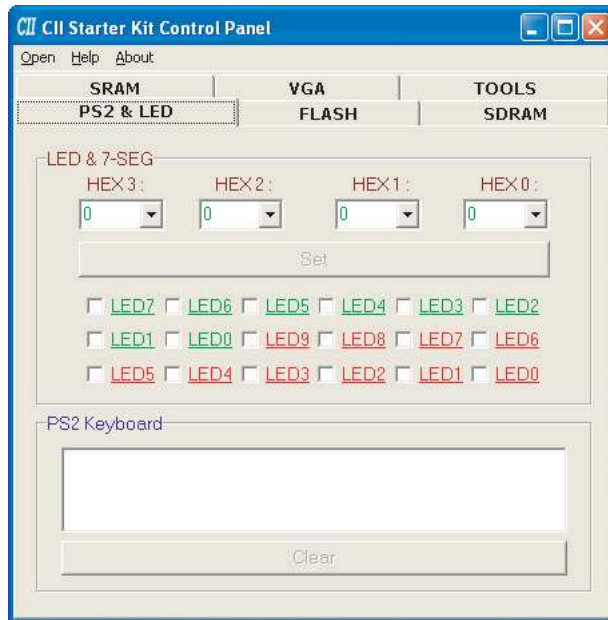 CII CII Starter Kit Control Panel
Open Help About
SRAM VGA TOOLS
PS2 & LED FLASH SDRAM
LED & 7-SEG
HEX3 : HEX2 : HEX1 : HEX0 :
0 0 0 0
Set
LED7 LED6 LED5 LED4 LED3 LED2
LED1 LED0 LED9 LED8 LED7 LED6
LED5 LED4 LED3 LED2 LED1 LED0
PS2 Keyboard
Clear